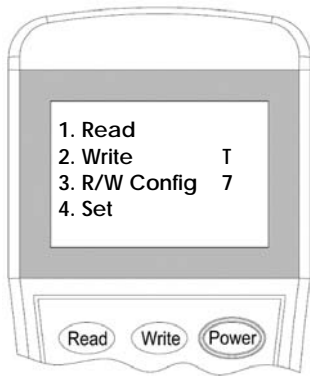 1. Read
2. Write T
3. R/W Config 7
4. Set
Read Write Power